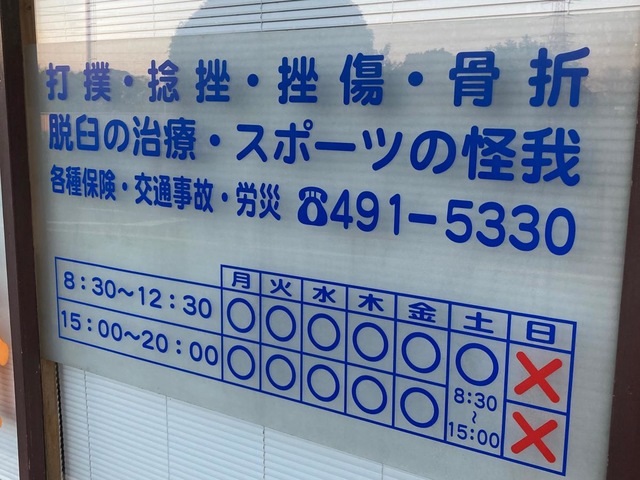 打撲・捻挫・挫傷・骨折
脱臼の治療・スポーツの怪我
各種保険・交通事故・労災 ☎491-5330
月 火 水 木 金 土 日
8:30～12:30 ○ ○ ○ ○ ○ ○ ×
15:00～20:00 ○ ○ ○ ○ ○ 8:30～15:00 ×